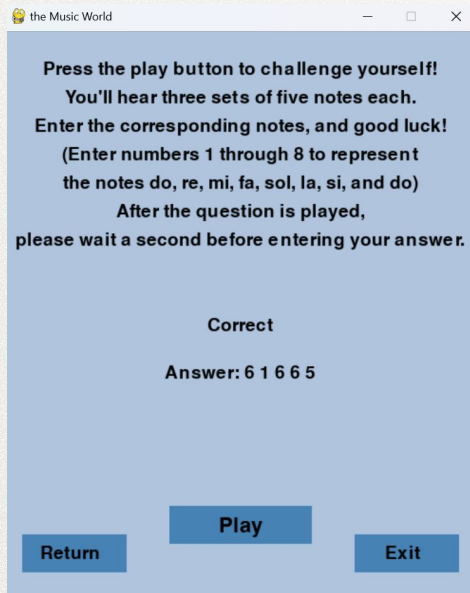 the Music World
Press the play button to challenge yourself!
You'll hear three sets of five notes each.
Enter the corresponding notes, and good luck!
(Enter numbers 1 through 8 to represent
the notes do, re, mi, fa, sol, la, si, and do)
After the question is played,
please wait a second before entering your answer.
Correct
Answer: 6 1 6 6 5
Play
Return
Exit